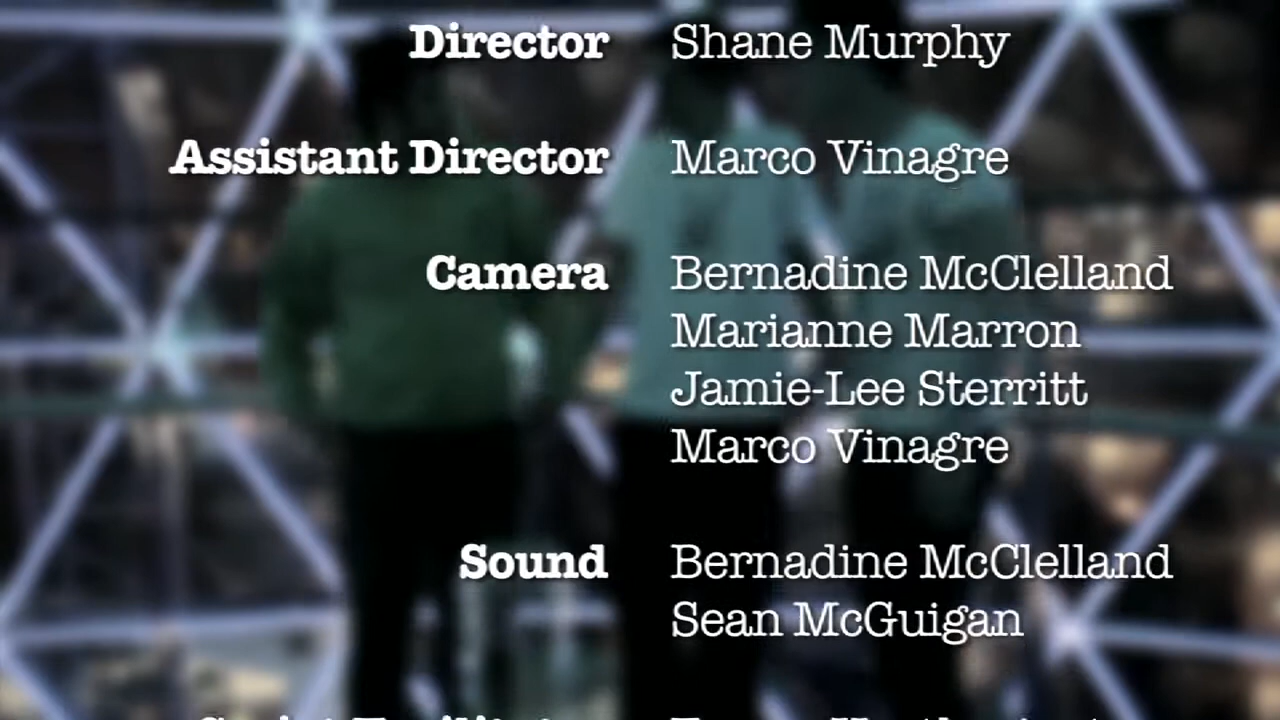 Director Shane Murphy
Assistant Director Marco Vinagre
Camera Bernadine McClelland
Marianne Marron
Jamie-Lee Sterritt
Marco Vinagre
Sound Bernadine McClelland
Sean McGuigan